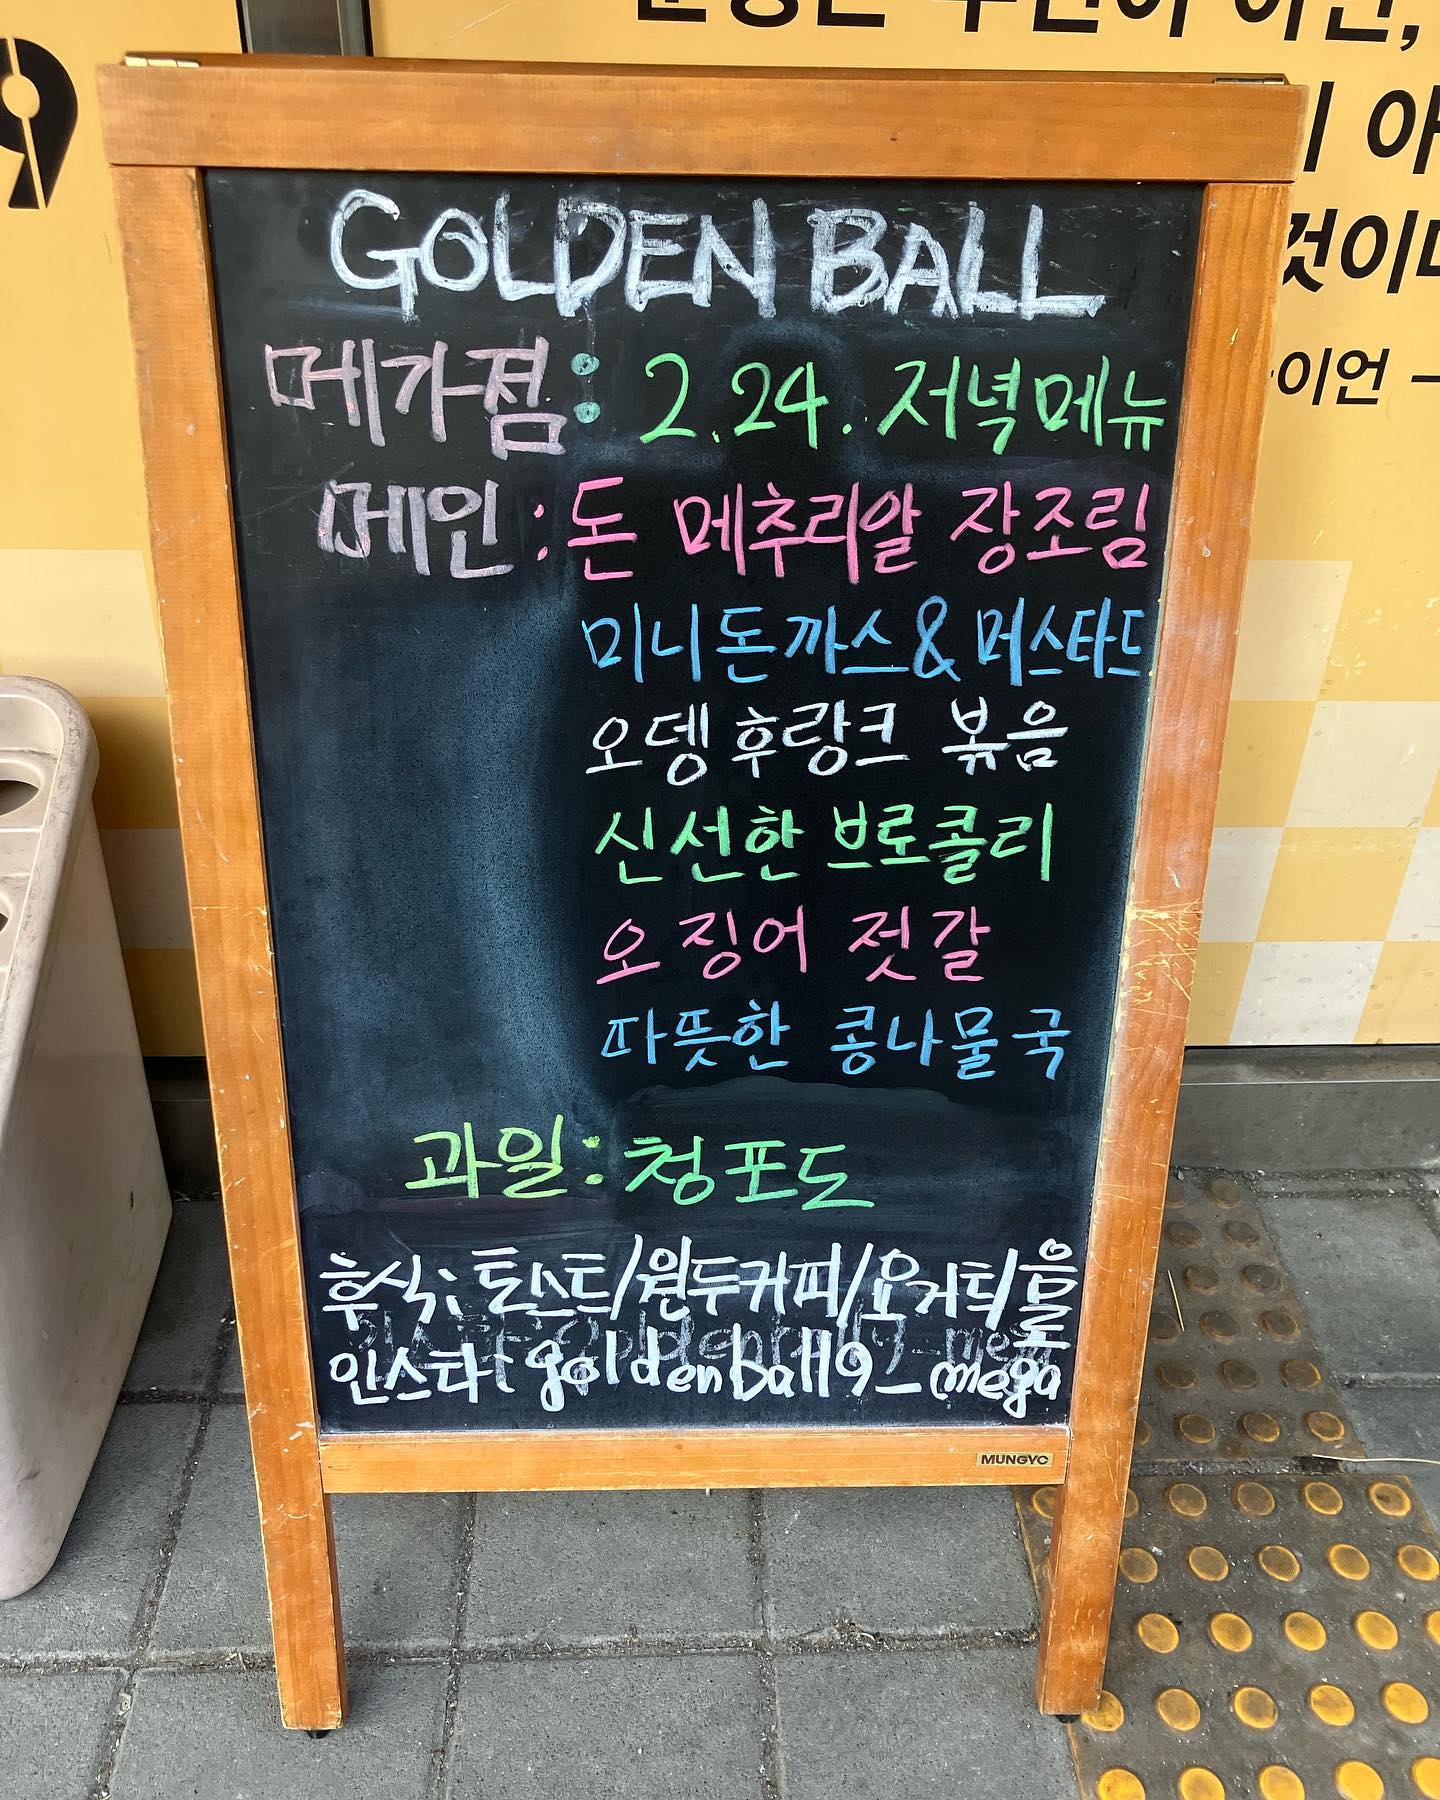 GOLDEN BALL
메가점: 2.24. 저녁메뉴
메인: 돈 메추리알 장조림
미니돈까스 & 머스타드
오뎅후랑크 볶음
신선한 브로콜리
오징어 젓갈
따뜻한 콩나물국
과일: 청포도
후식: 토스트/원두커피/요거트/물
인스타: goldenball9_mega
MUNGYO
9
것이다
이언